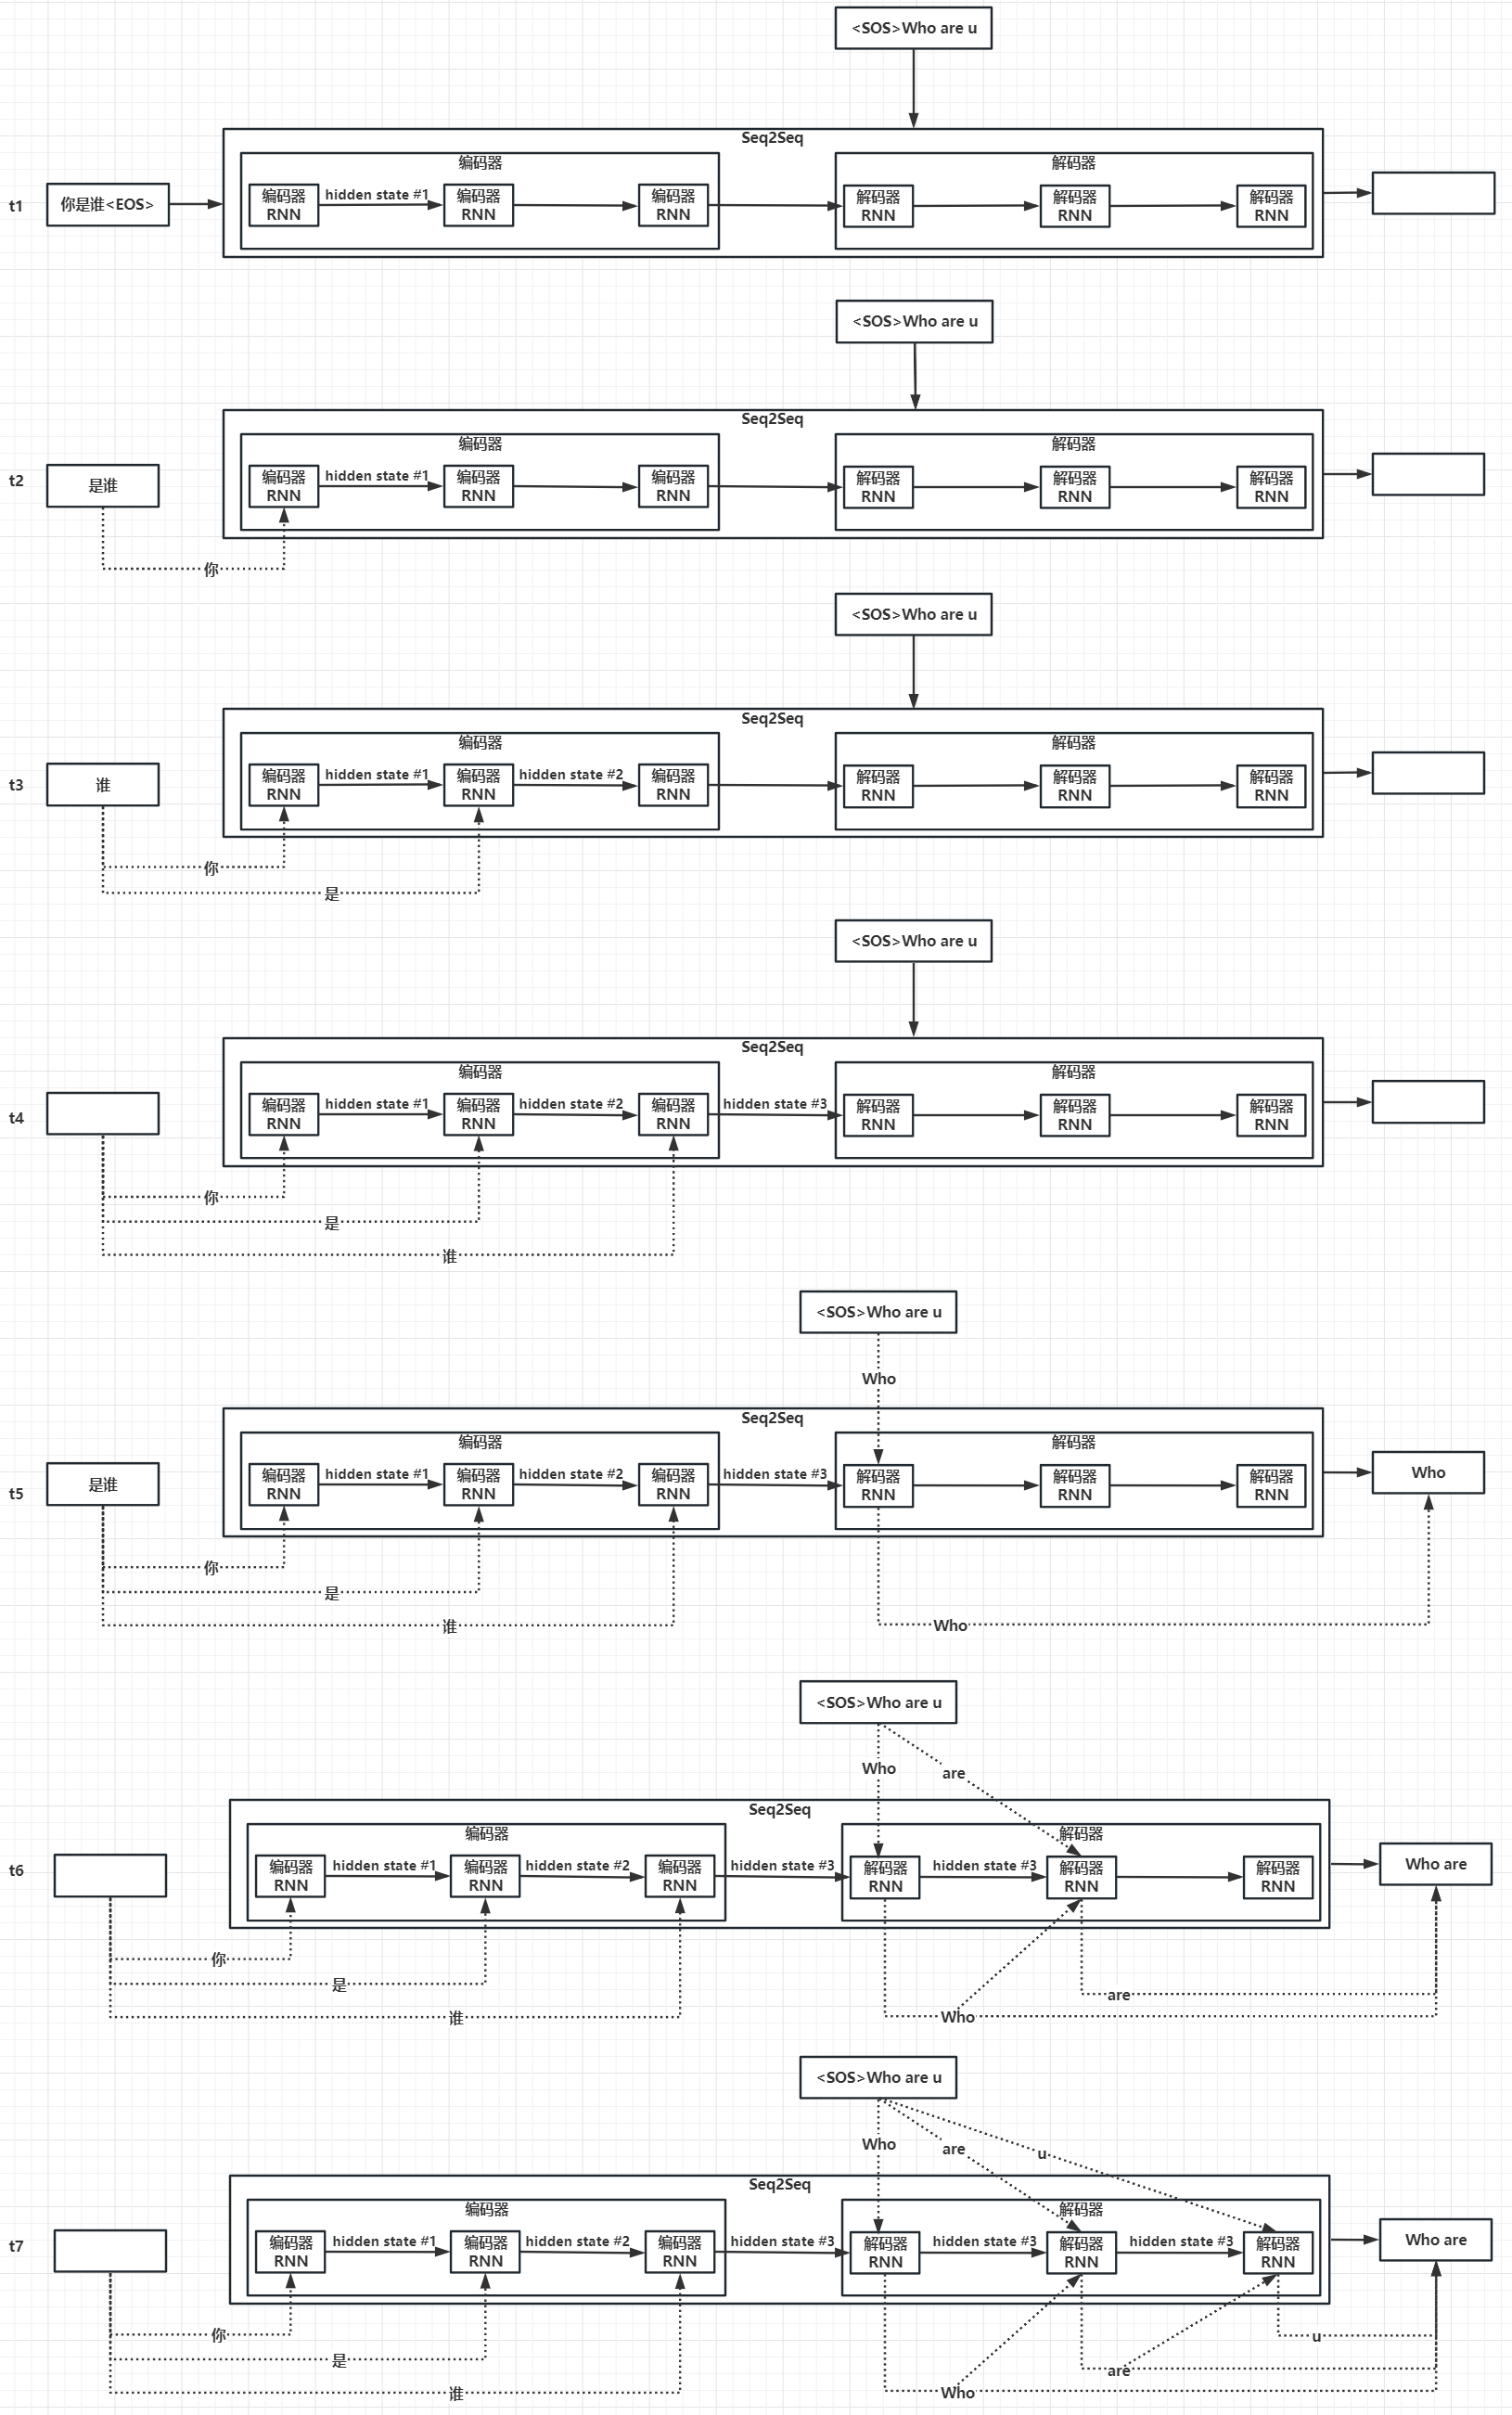 <SOS>Who are u
Seq2Seq
编码器
解码器
t1
你是谁<EOS>
编码器
RNN
hidden state #1
编码器
RNN
编码器
RNN
解码器
RNN
解码器
RNN
解码器
RNN
<SOS>Who are u
Seq2Seq
编码器
解码器
t2
是谁
编码器
RNN
hidden state #1
编码器
RNN
编码器
RNN
解码器
RNN
解码器
RNN
解码器
RNN
你
<SOS>Who are u
Seq2Seq
编码器
解码器
t3
谁
编码器
RNN
hidden state #1
编码器
RNN
hidden state #2
编码器
RNN
解码器
RNN
解码器
RNN
解码器
RNN
你
是
<SOS>Who are u
Seq2Seq
编码器
解码器
t4
编码器
RNN
hidden state #1
编码器
RNN
hidden state #2
编码器
RNN
hidden state #3
解码器
RNN
解码器
RNN
解码器
RNN
你
是
谁
<SOS>Who are u
Who
Seq2Seq
编码器
解码器
t5
是谁
编码器
RNN
hidden state #1
编码器
RNN
hidden state #2
编码器
RNN
hidden state #3
解码器
RNN
解码器
RNN
解码器
RNN
Who
你
是
谁
Who
<SOS>Who are u
Who
are
Seq2Seq
编码器
解码器
t6
编码器
RNN
hidden state #1
编码器
RNN
hidden state #2
编码器
RNN
hidden state #3
解码器
RNN
hidden state #3
解码器
RNN
解码器
RNN
Who are
你
是
are
谁
Who
<SOS>Who are u
Who
are
u
Seq2Seq
编码器
解码器
t7
编码器
RNN
hidden state #1
编码器
RNN
hidden state #2
编码器
RNN
hidden state #3
解码器
RNN
hidden state #3
解码器
RNN
hidden state #3
解码器
RNN
Who are
你
u
是
are
谁
Who